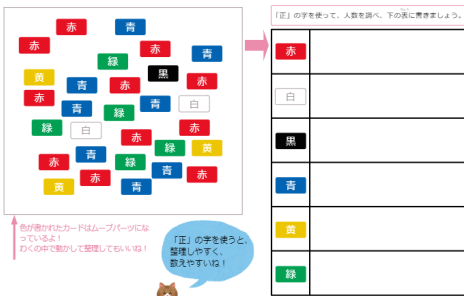 赤 青
赤 赤 青
緑
黄 黒
青 赤 赤
赤
青 青 白
緑
緑 白 赤
赤
緑 黄
赤 青 緑
青 赤
赤
黄 青
色が書かれたカードはムーブパーツにな
っているよ！
わくの中で動かして整理してもいいね！
「正」の字を使うと、
整理しやすく、
数えやすいね！
「正」の字を使って、人数を調べ、下の表に書きましょう。
赤
白
黒
青
黄
緑